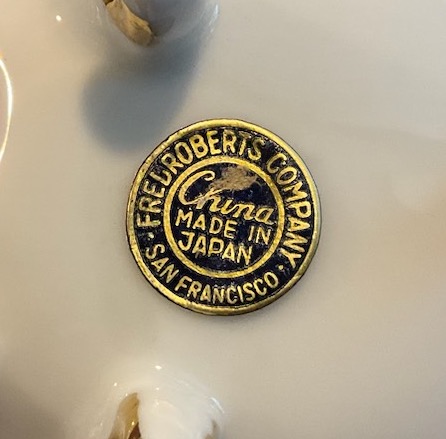 FRED ROBERTS COMPANY
China
MADE IN
JAPAN
· SAN FRANCISCO ·